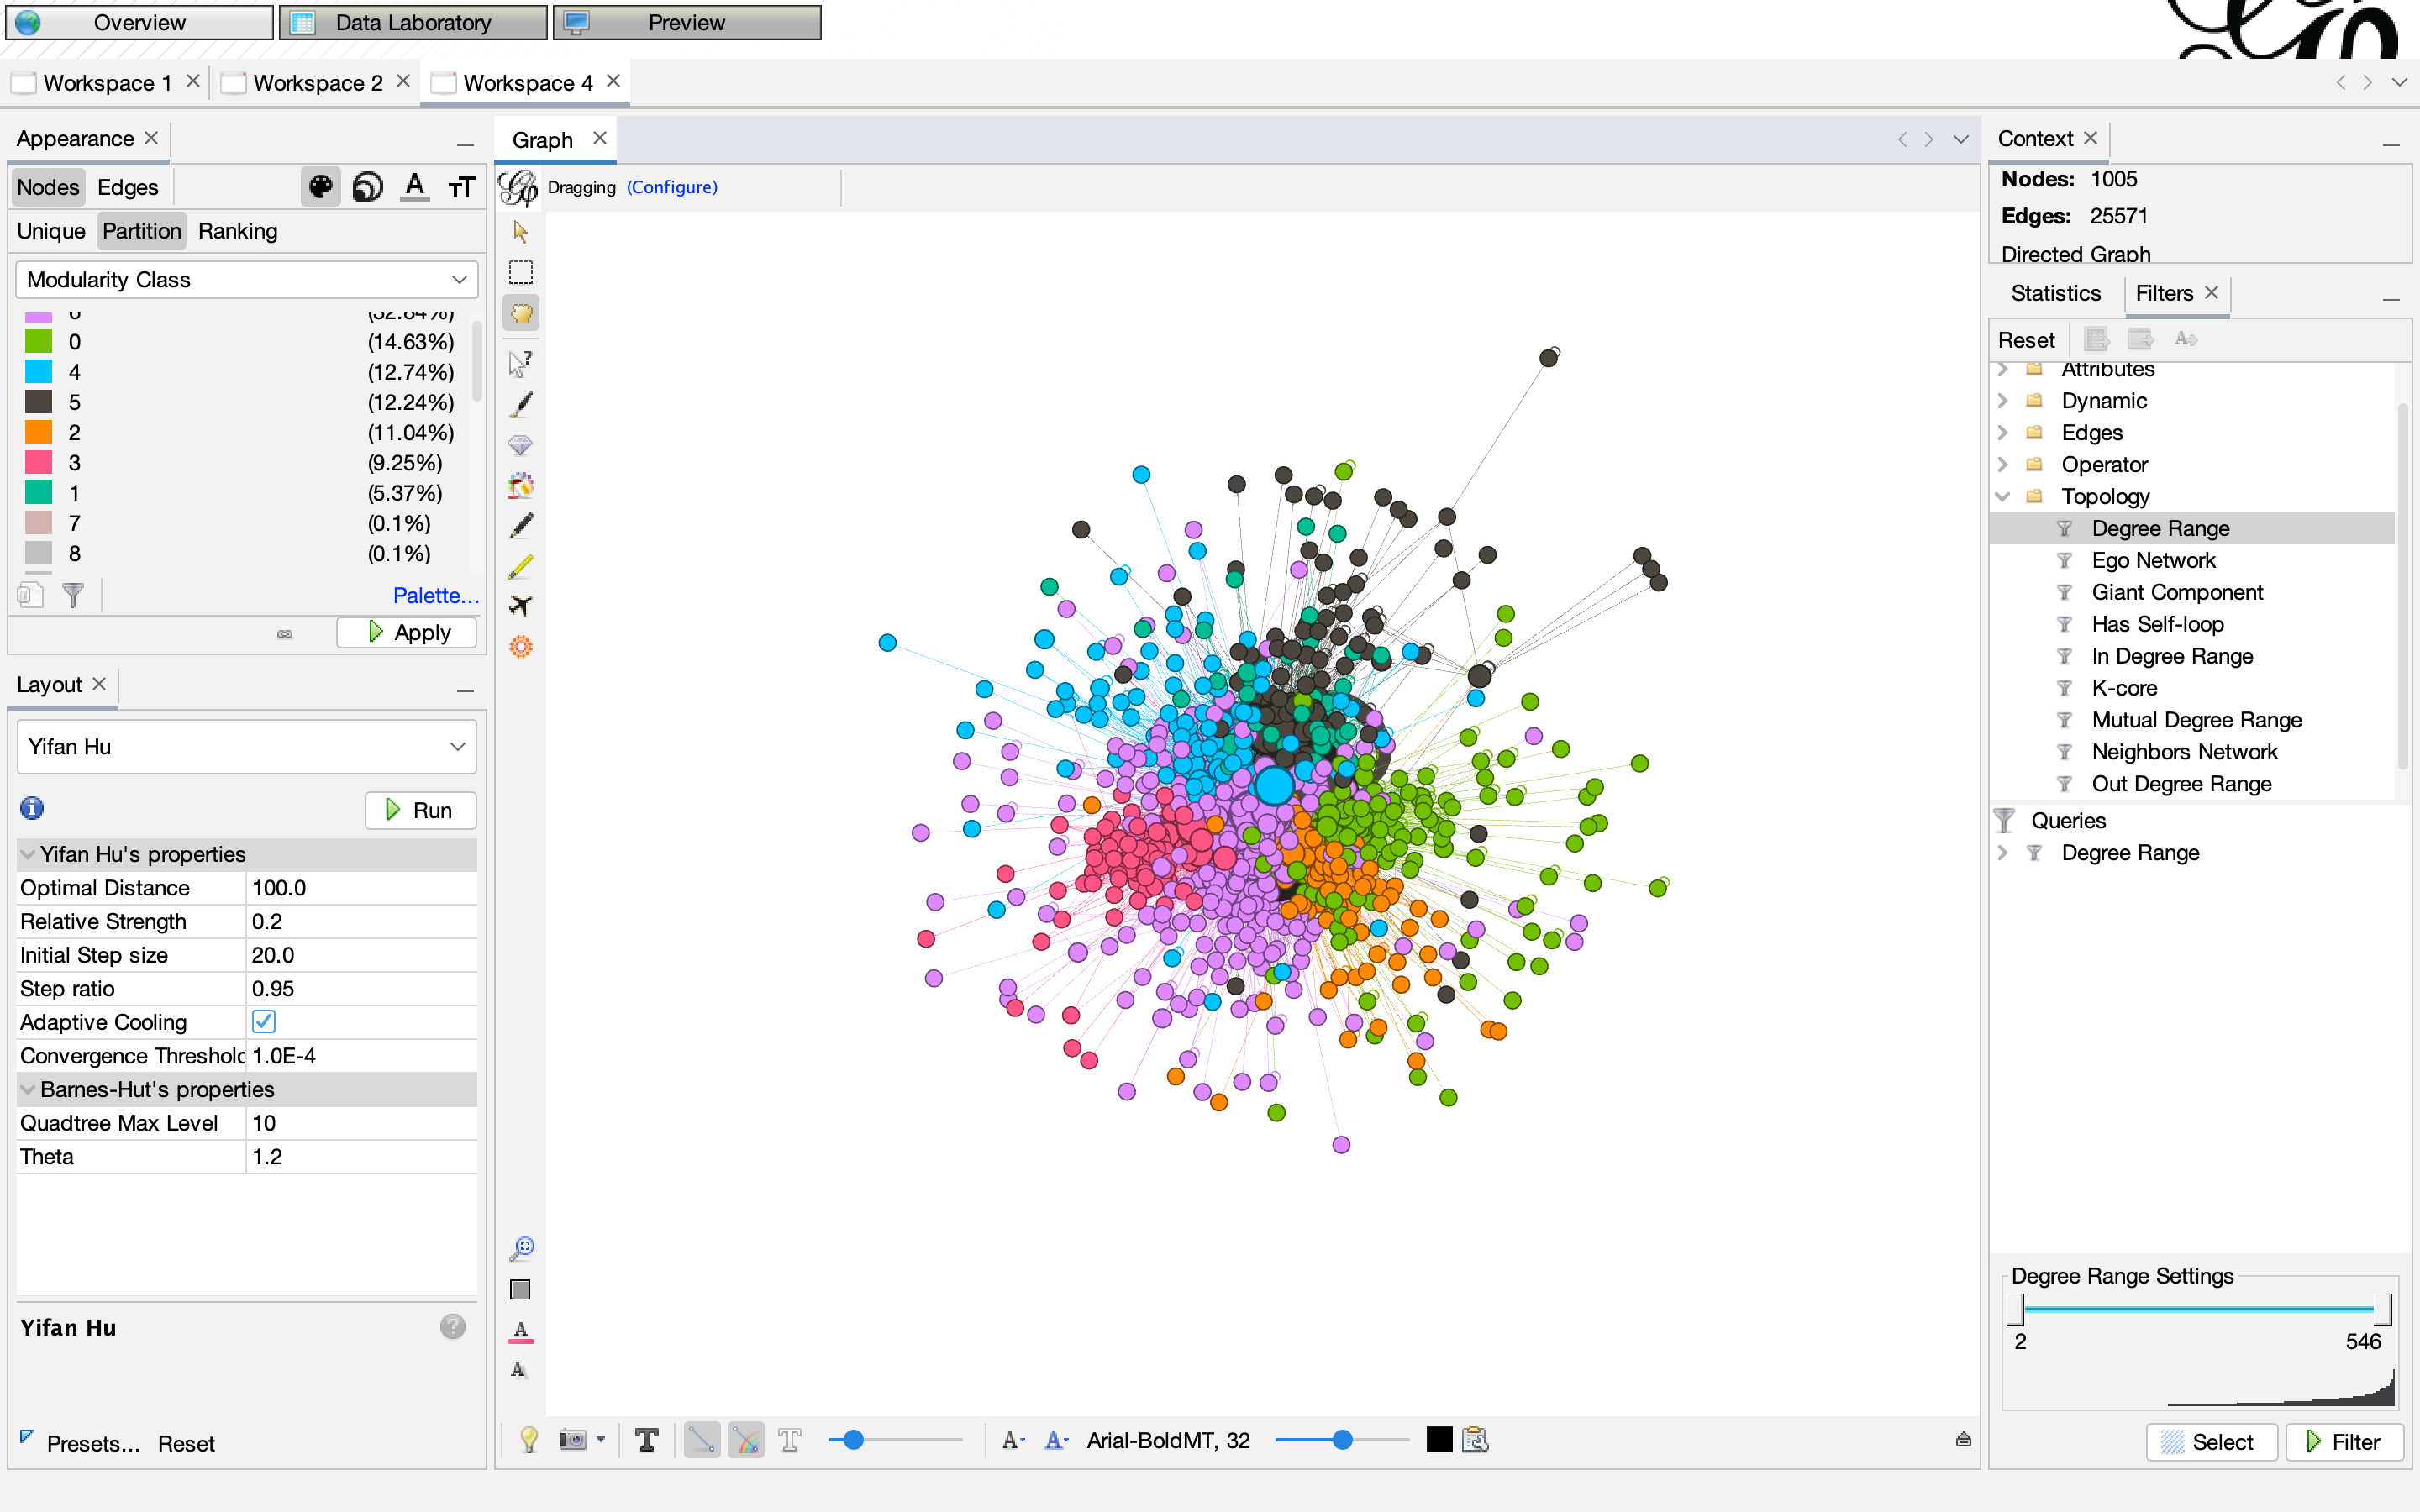 Overview
Data Laboratory
Preview
Workspace 1
Workspace 2
Workspace 4
Appearance
Nodes Edges
Unique Partition Ranking
Modularity Class
0 (14.63%)
4 (12.74%)
5 (12.24%)
2 (11.04%)
3 (9.25%)
1 (5.37%)
7 (0.1%)
8 (0.1%)
Palette...
Apply
Layout
Yifan Hu
Run
Yifan Hu's properties
Optimal Distance 100.0
Relative Strength 0.2
Initial Step size 20.0
Step ratio 0.95
Adaptive Cooling
Convergence Threshold 1.0E-4
Barnes-Hut's properties
Quadtree Max Level 10
Theta 1.2
Yifan Hu
Presets... Reset
Graph
Dragging (Configure)
Arial-BoldMT, 32
Context
Nodes: 1005
Edges: 25571
Directed Graph
Statistics Filters
Reset
Attributes
Dynamic
Edges
Operator
Topology
Degree Range
Ego Network
Giant Component
Has Self-loop
In Degree Range
K-core
Mutual Degree Range
Neighbors Network
Out Degree Range
Queries
Degree Range
Degree Range Settings
2 546
Select
Filter